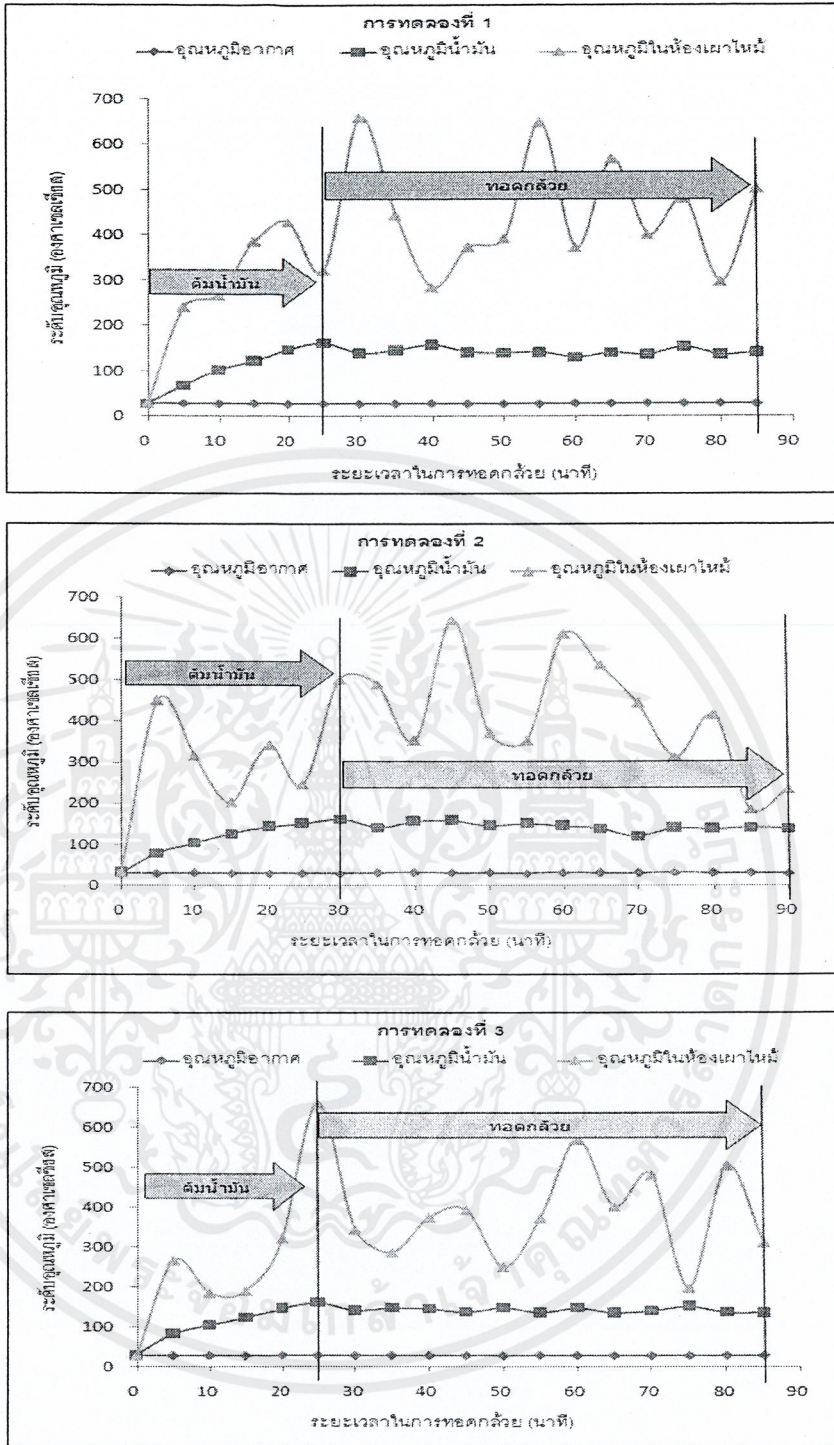 การทดลองที่ 1
อุณหภูมิอากาศ อุณหภูมิน้ำมัน อุณหภูมิในห้องเผาไหม้
ระดับอุณหภูมิ (องศาเซลเซียส)
700
600
500
400
300
200
100
0
ทอดกล้วย
ต้มน้ำมัน
0 10 20 30 40 50 60 70 80 90
ระยะเวลาในการทอดกล้วย (นาที)
การทดลองที่ 2
อุณหภูมิอากาศ อุณหภูมิน้ำมัน อุณหภูมิในห้องเผาไหม้
ระดับอุณหภูมิ (องศาเซลเซียส)
700
600
500
400
300
200
100
0
ต้มน้ำมัน
ทอดกล้วย
0 10 20 30 40 50 60 70 80 90
ระยะเวลาในการทอดกล้วย (นาที)
การทดลองที่ 3
อุณหภูมิอากาศ อุณหภูมิน้ำมัน อุณหภูมิในห้องเผาไหม้
ระดับอุณหภูมิ (องศาเซลเซียส)
700
600
500
400
300
200
100
0
ทอดกล้วย
ต้มน้ำมัน
0 10 20 30 40 50 60 70 80 90
ระยะเวลาในการทอดกล้วย (นาที)